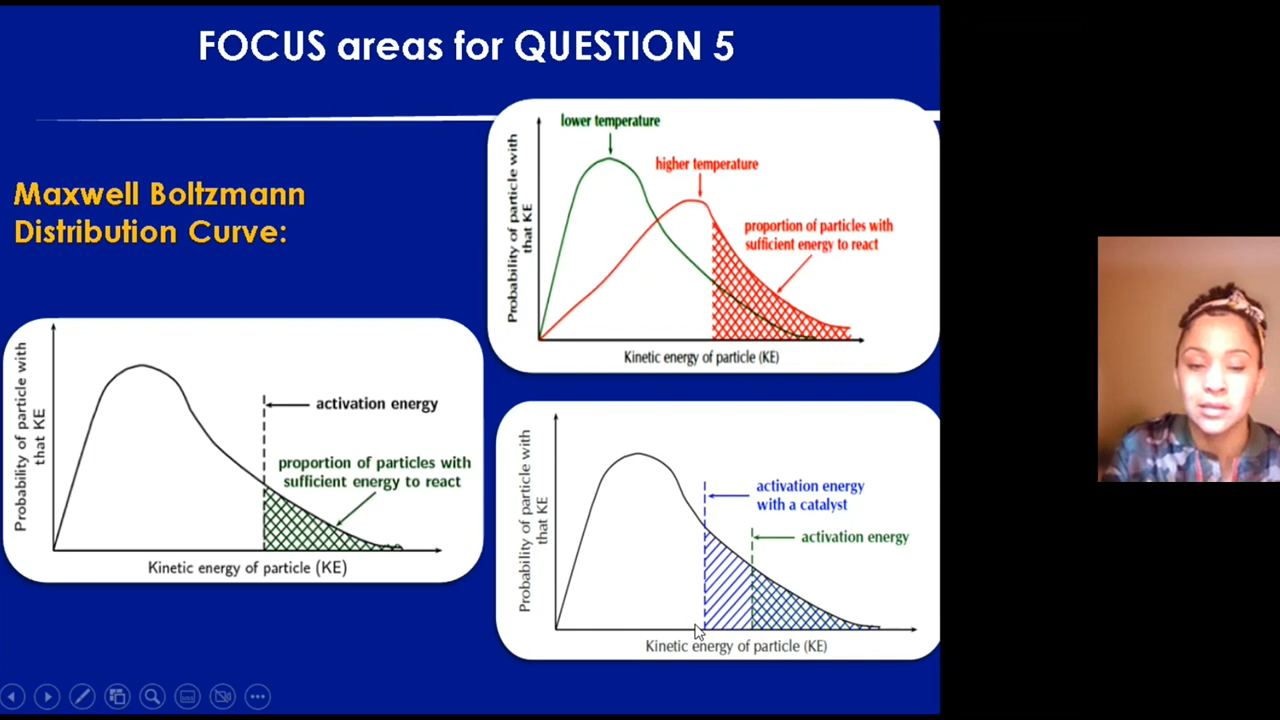 FOCUS areas for QUESTION 5
Maxwell Boltzmann
Distribution Curve:
Probability of particle with
that KE
activation energy
proportion of particles with
sufficient energy to react
Kinetic energy of particle (KE)
Probability of particle with
that KE
lower temperature
higher temperature
proportion of particles with
sufficient energy to react
Kinetic energy of particle (KE)
Probability of particle with
that KE
activation energy
with a catalyst
activation energy
Kinetic energy of particle (KE)